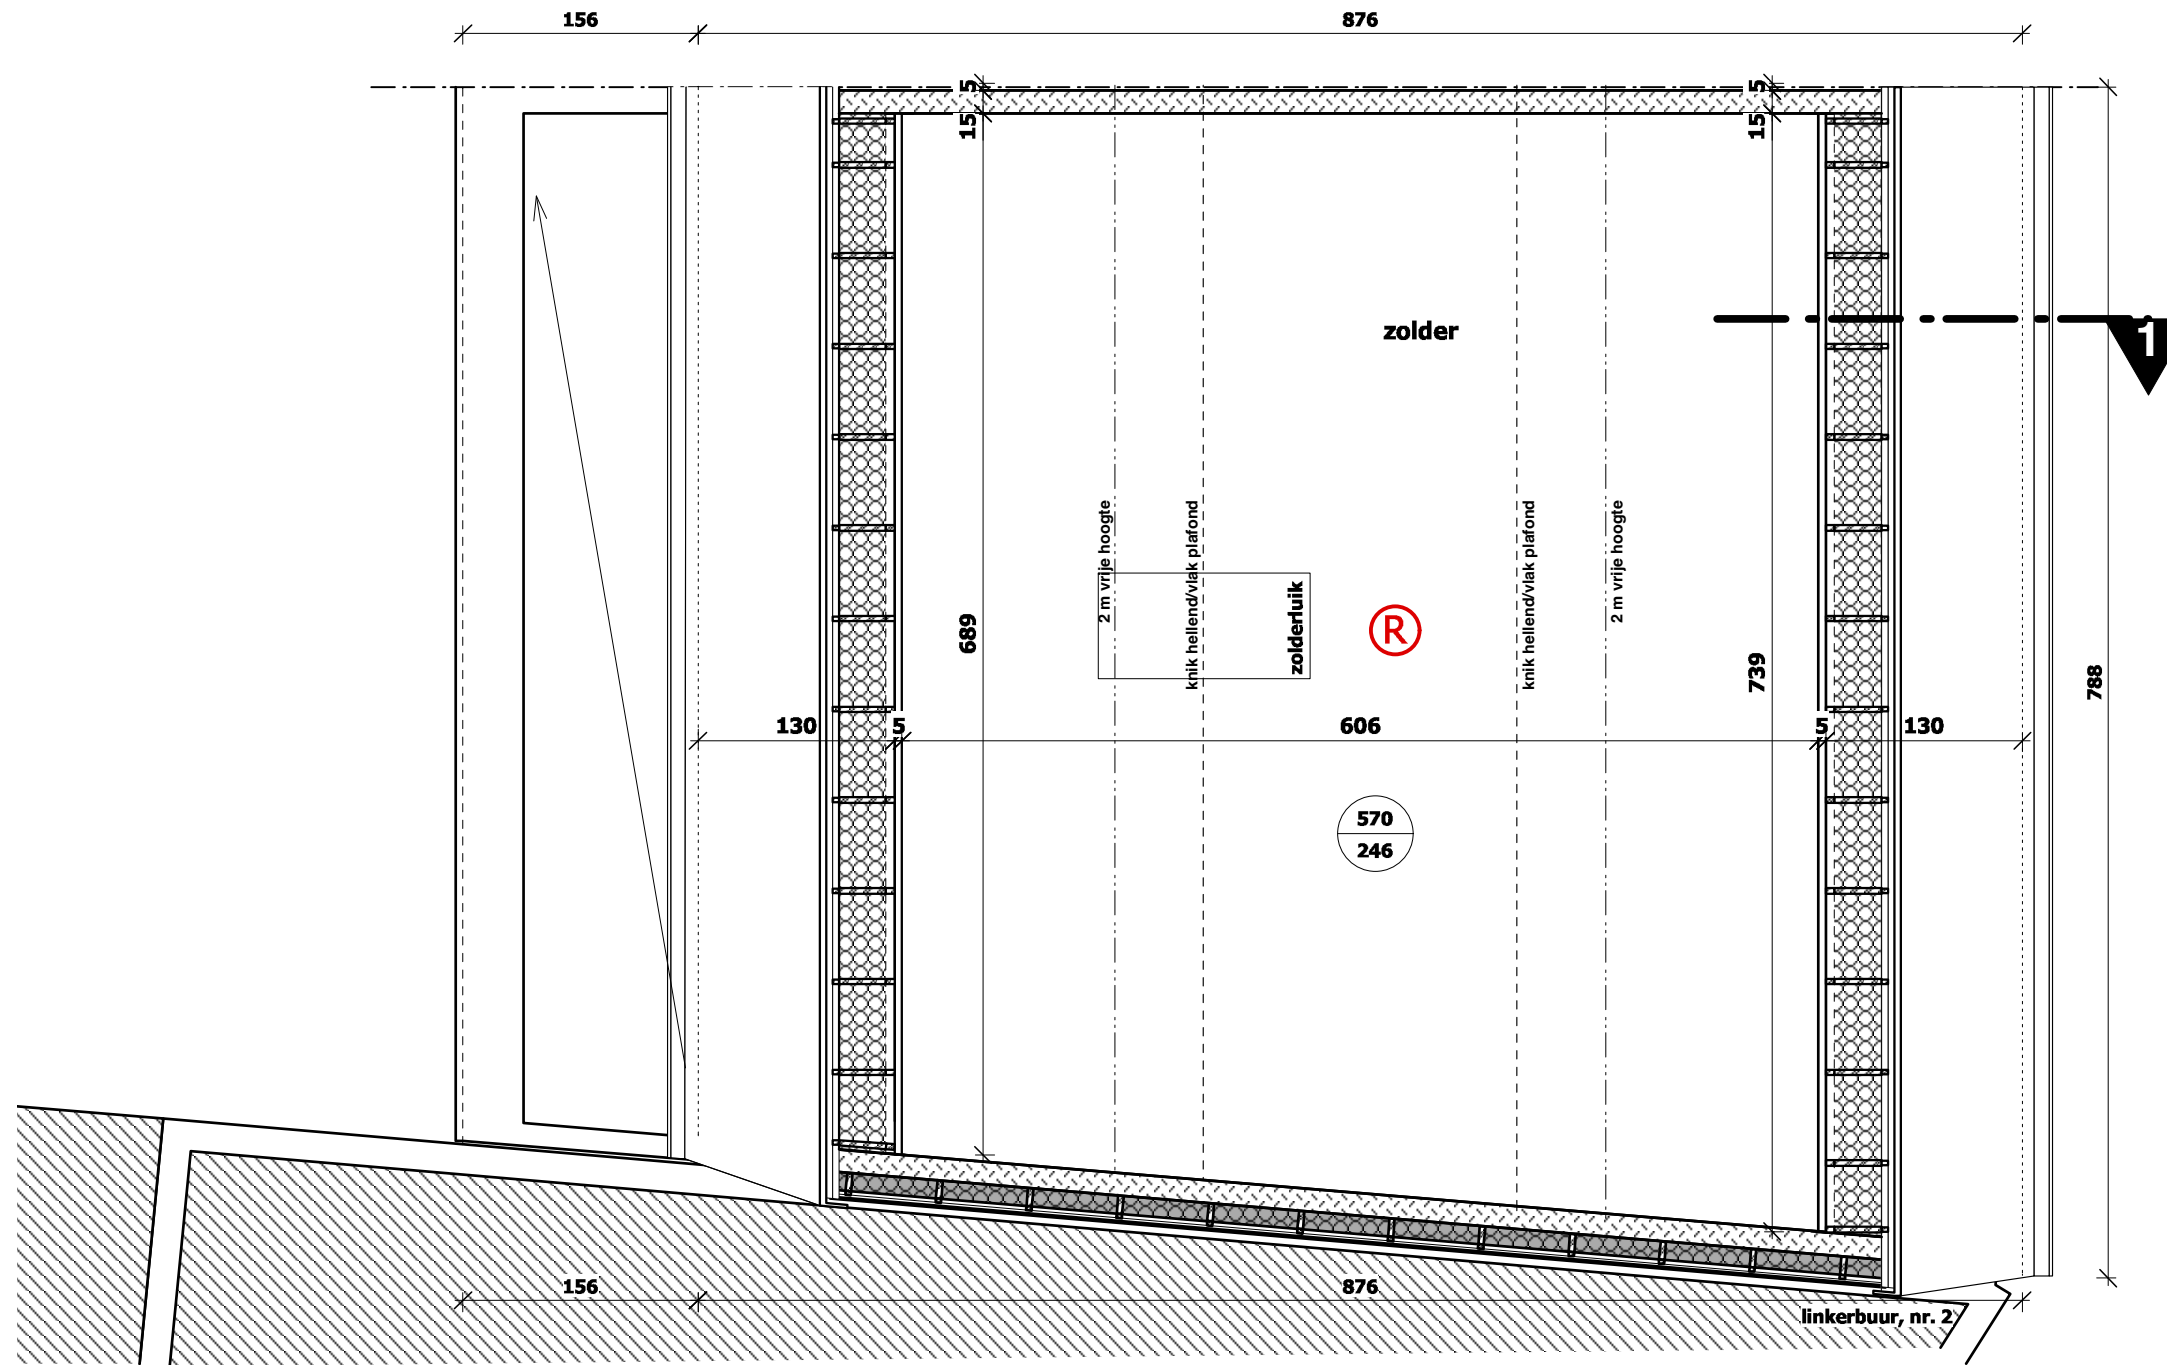 156
876
5
5
15
15
1
zolder
2 m vrije hoogte
knik hellend/vlak plafond
knik hellend/vlak plafond
2 m vrije hoogte
zolderluik
®
689
739
788
130
5
606
5
130
570
246
156
876
linkerbuur, nr. 2